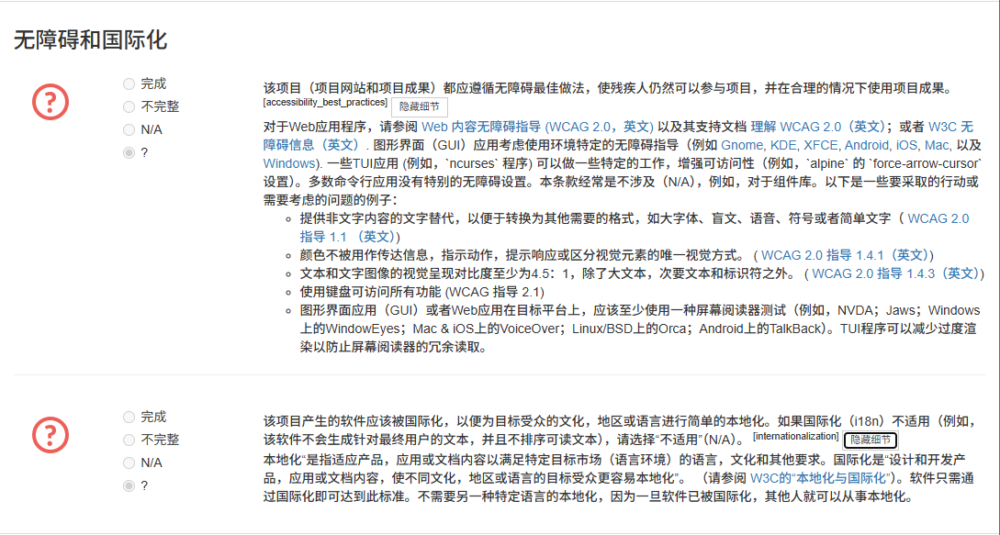 无障碍和国际化
完成
不完整
N/A
?
该项目（项目网站和项目成果）都应遵循无障碍最佳做法，使残疾人仍然可以参与项目，并在合理的情况下使用项目成果。
[accessibility_best_practices] 隐藏细节
对于Web应用程序，请参阅 Web 内容无障碍指导 (WCAG 2.0，英文) 以及其支持文档 理解 WCAG 2.0（英文）；或者 W3C 无
障碍信息（英文）. 图形界面（GUI）应用考虑使用环境特定的无障碍指导（例如 Gnome, KDE, XFCE, Android, iOS, Mac, 以及
Windows). 一些TUI应用 (例如，`ncurses` 程序) 可以做一些特定的工作，增强可访问性（例如，`alpine` 的 `force-arrow-cursor`
设置）。多数命令行应用没有特别的无障碍设置。本条款经常是不涉及（N/A），例如，对于组件库。以下是一些要采取的行动或
需要考虑的问题的例子：
提供非文字内容的文字替代，以便于转换为其他需要的格式，如大字体、盲文、语音、符号或者简单文字（ WCAG 2.0
指导 1.1 （英文）)
颜色不被用作传达信息，指示动作，提示响应或区分视觉元素的唯一视觉方式。 ( WCAG 2.0 指导 1.4.1（英文）)
文本和文字图像的视觉呈现对比度至少为4.5：1，除了大文本，次要文本和标识符之外。 ( WCAG 2.0 指导 1.4.3（英文）)
使用键盘可访问所有功能 (WCAG 指导 2.1)
图形界面应用（GUI）或者Web应用在目标平台上，应该至少使用一种屏幕阅读器测试（例如，NVDA；Jaws；Windows
上的WindowEyes；Mac & iOS上的VoiceOver；Linux/BSD上的Orca；Android上的TalkBack）。TUI程序可以减少过度渲
染以防止屏幕阅读器的冗余读取。
完成
不完整
N/A
?
该项目产生的软件应该被国际化，以便为目标受众的文化，地区或语言进行简单的本地化。如果国际化（i18n）不适用（例如，
该软件不会生成针对最终用户的文本，并且不排序可读文本），请选择“不适用”（N/A）。 [internationalization] 隐藏细节
本地化“是指适应产品，应用或文档内容以满足特定目标市场（语言环境）的语言，文化和其他要求。国际化是“设计和开发产
品，应用或文档内容，使不同文化，地区或语言的目标受众更容易本地化”。 （请参阅 W3C的“本地化与国际化”）。软件只需通
过国际化即可达到此标准。不需要另一种特定语言的本地化，因为一旦软件已被国际化，其他人就可以从事本地化。